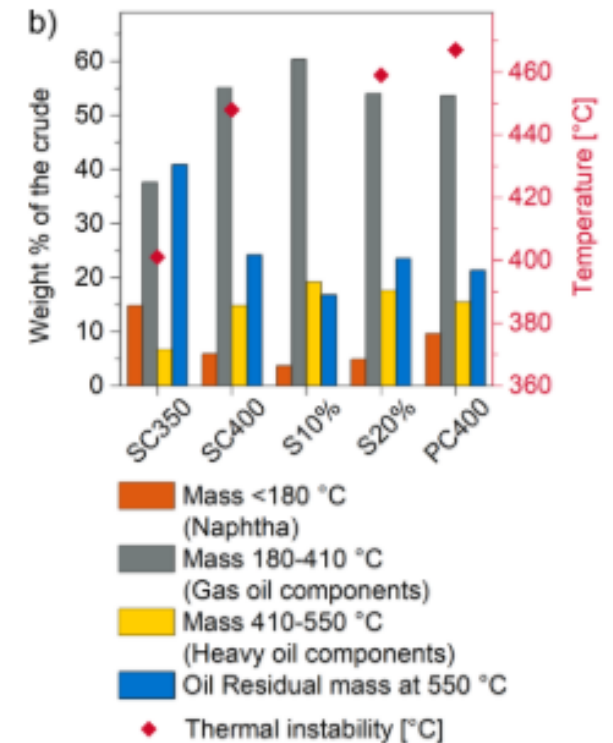 b)
Weight % of the crude
60
50
40
30
20
10
0
460
440
420
400
380
360
Temperature [°C]
SC350
SC400
S10%
S20%
PC400
Mass <180 °C
(Naphtha)
Mass 180-410 °C
(Gas oil components)
Mass 410-550 °C
(Heavy oil components)
Oil Residual mass at 550 °C
Thermal instability [°C]